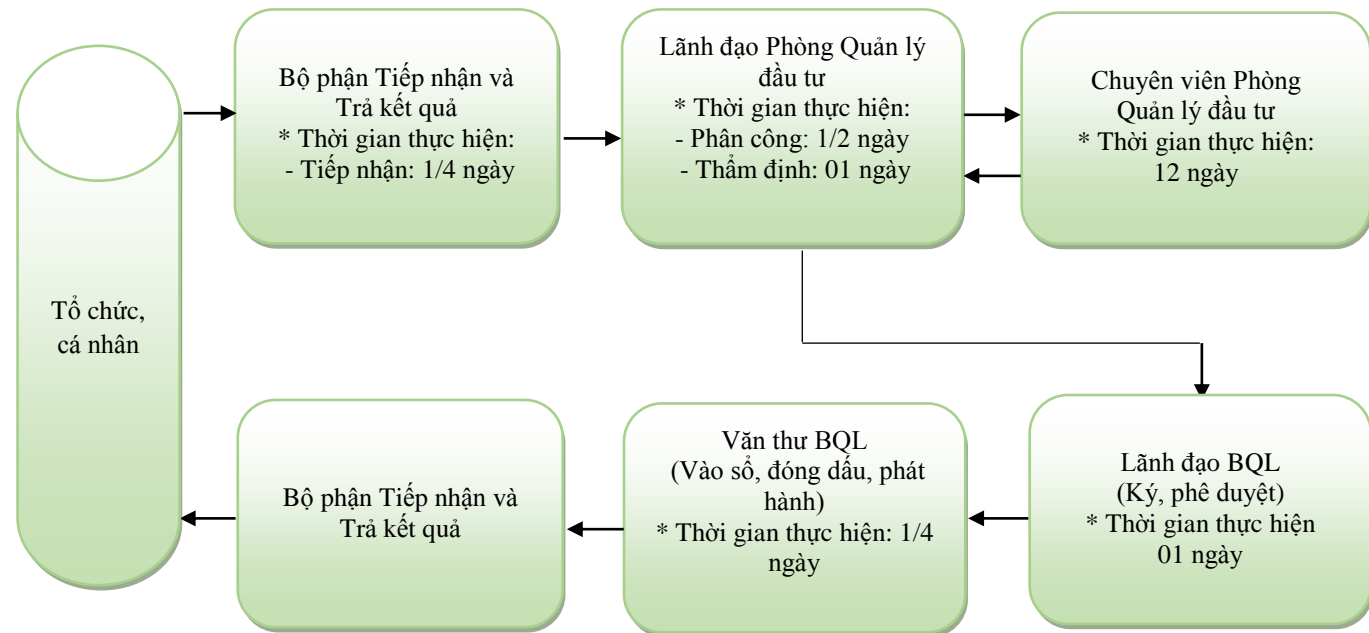 Tổ chức,
cá nhân
Bộ phận Tiếp nhận và
Trả kết quả
* Thời gian thực hiện:
- Tiếp nhận: 1/4 ngày
Lãnh đạo Phòng Quản lý
đầu tư
* Thời gian thực hiện:
- Phân công: 1/2 ngày
- Thẩm định: 01 ngày
Chuyên viên Phòng
Quản lý đầu tư
* Thời gian thực hiện:
12 ngày
Lãnh đạo BQL
(Ký, phê duyệt)
* Thời gian thực hiện
01 ngày
Văn thư BQL
(Vào sổ, đóng dấu, phát
hành)
* Thời gian thực hiện: 1/4
ngày
Bộ phận Tiếp nhận và
Trả kết quả